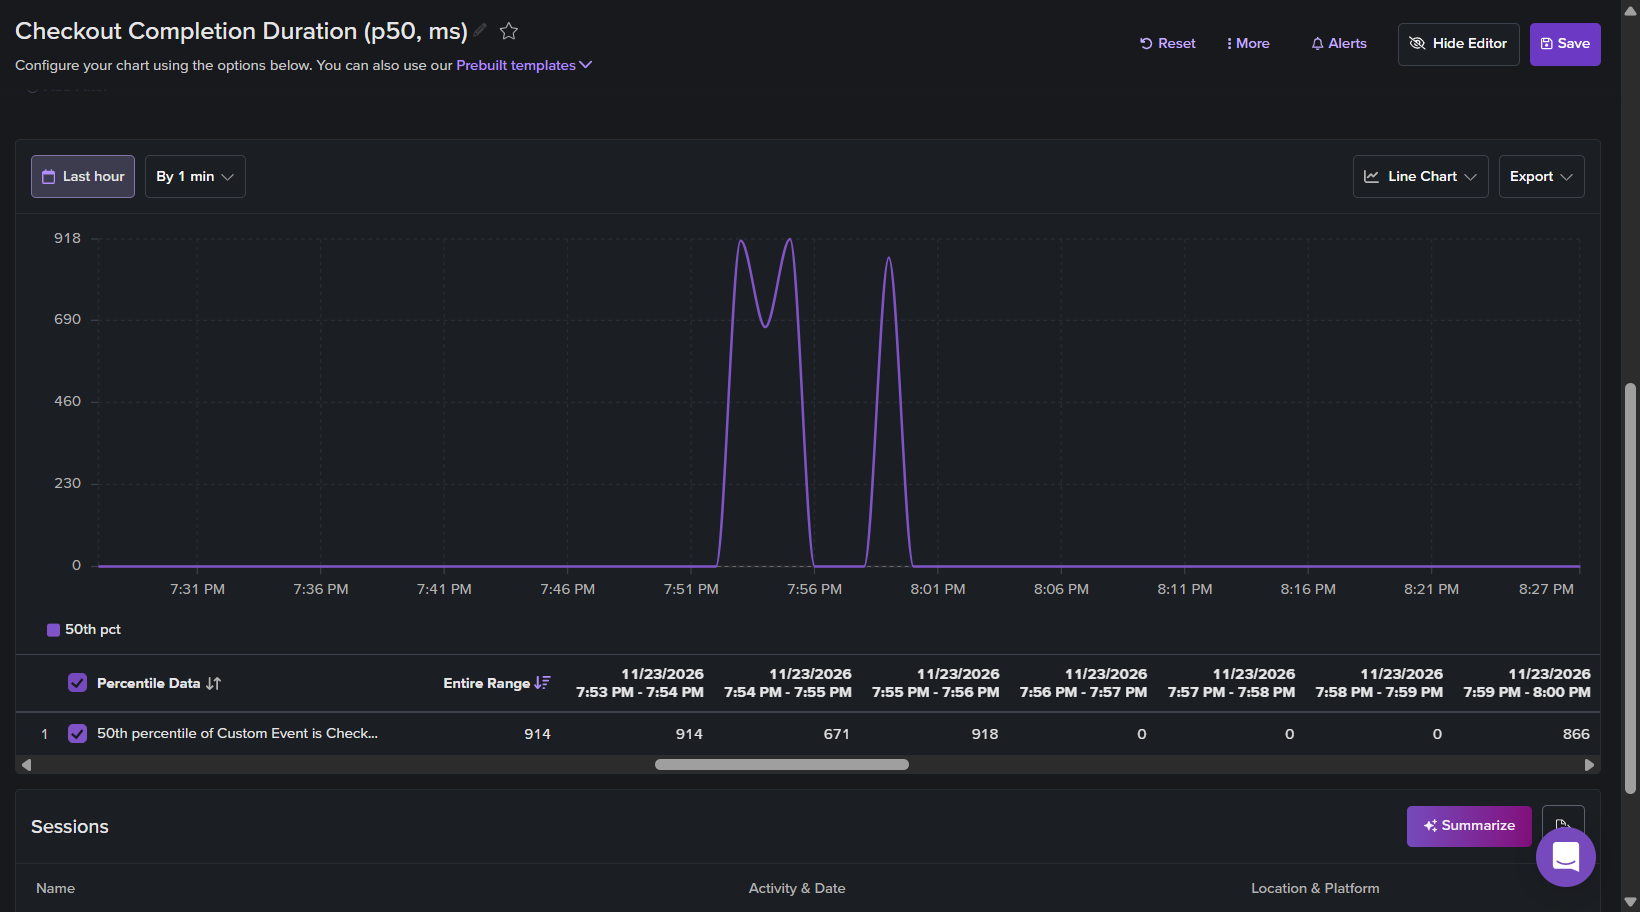 Checkout Completion Duration (p50, ms)
Configure your chart using the options below. You can also use our Prebuilt templates
Reset
More
Alerts
Hide Editor
Save
Last hour
By 1 min
Line Chart
Export
918
690
460
230
0
7:31 PM
7:36 PM
7:41 PM
7:46 PM
7:51 PM
7:56 PM
8:01 PM
8:06 PM
8:11 PM
8:16 PM
8:21 PM
8:27 PM
50th pct
Percentile Data
Entire Range
11/23/2026
7:53 PM - 7:54 PM
11/23/2026
7:54 PM - 7:55 PM
11/23/2026
7:55 PM - 7:56 PM
11/23/2026
7:56 PM - 7:57 PM
11/23/2026
7:57 PM - 7:58 PM
11/23/2026
7:58 PM - 7:59 PM
11/23/2026
7:59 PM - 8:00 PM
1 50th percentile of Custom Event is Check... 914 914 671 918 0 0 0 866
Sessions
Summarize
Name
Activity & Date
Location & Platform